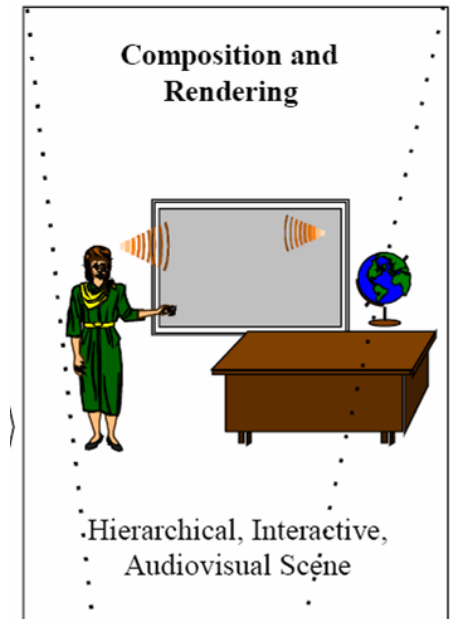 Composition and
Rendering
Hierarchical, Interactive,
Audiovisual Scene